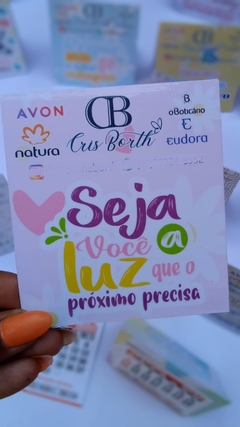 AVON
CB
B
oBoticário
natura
Cris Borth
E
eudora
Seja
Você a
luz que o
próximo precisa